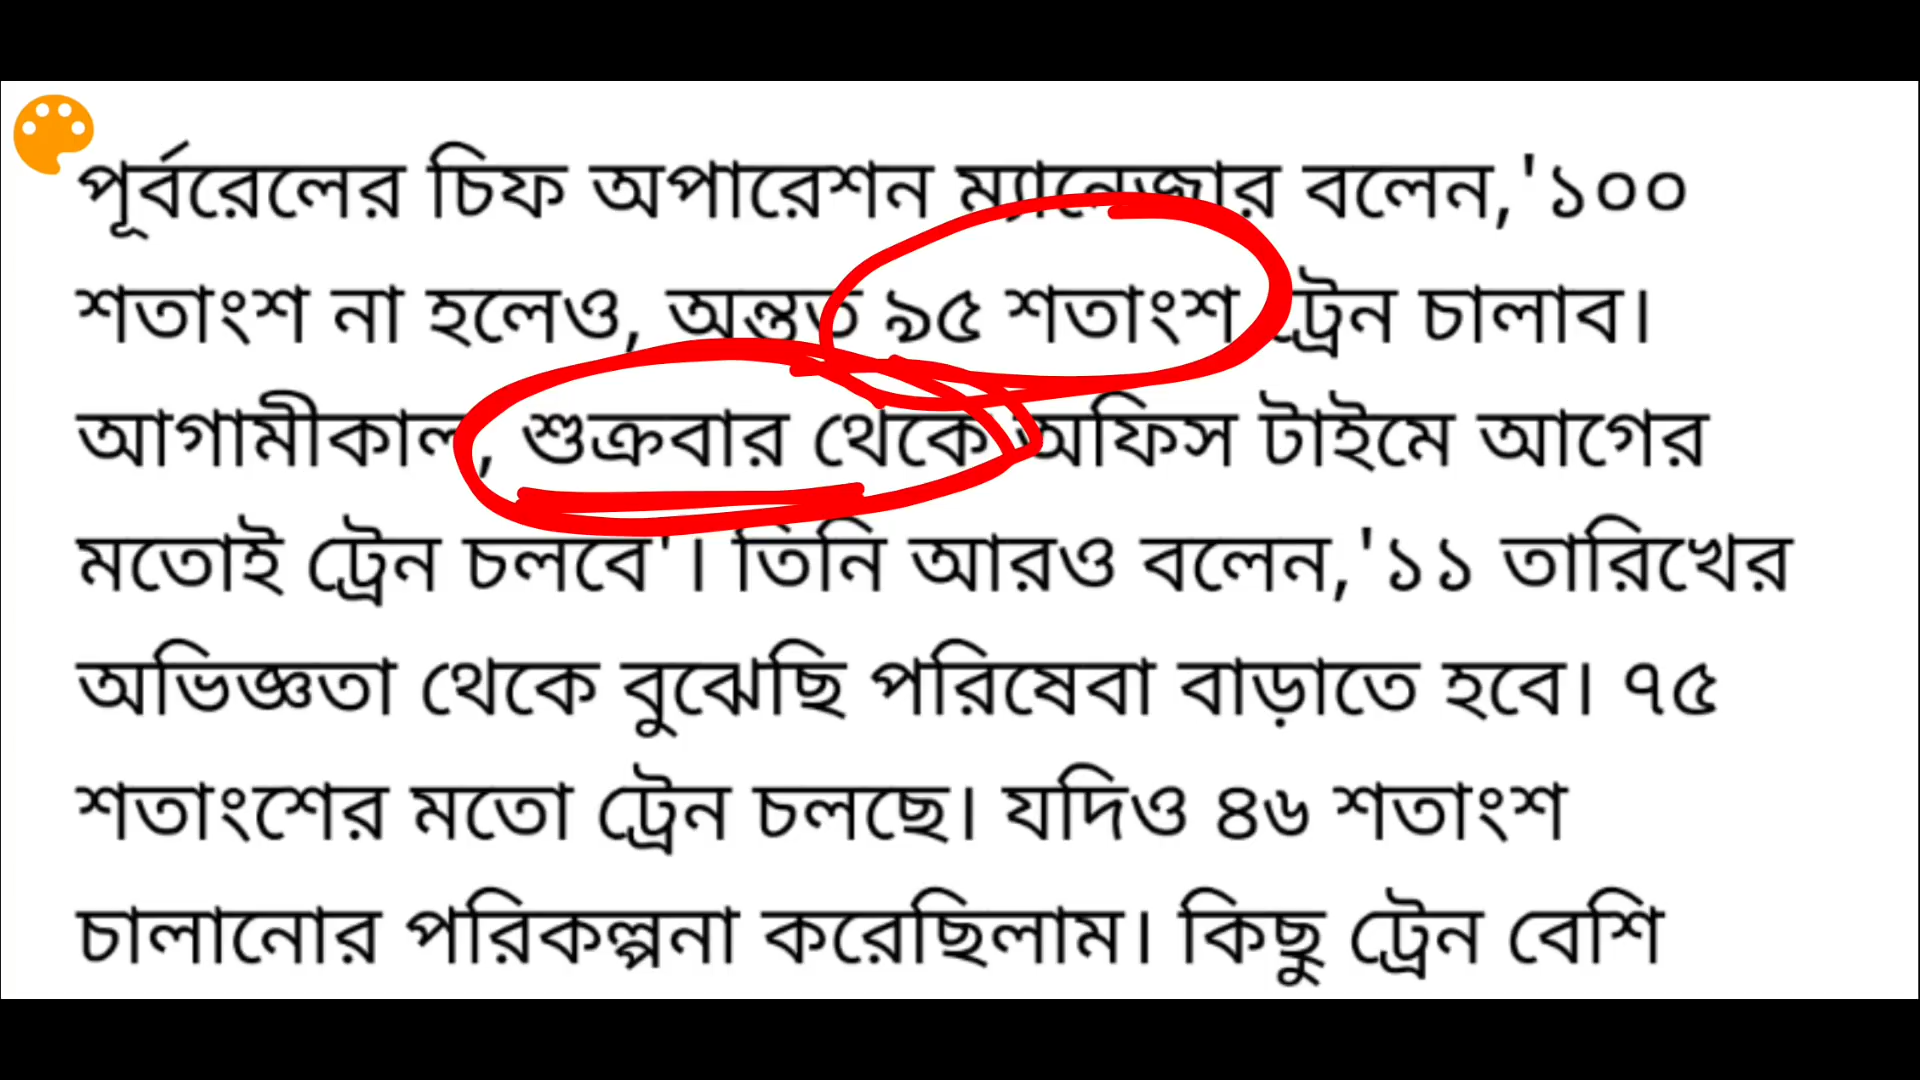 পূর্বরেলের চিফ অপারেশন ম্যানেজার বলেন,'১০০
শতাংশ না হলেও, অন্তত ৯৫ শতাংশ ট্রেন চালাব।
আগামীকাল, শুক্রবার থেকে অফিস টাইমে আগের
মতোই ট্রেন চলবে'। তিনি আরও বলেন,'১১ তারিখের
অভিজ্ঞতা থেকে বুঝেছি পরিষেবা বাড়াতে হবে। ৭৫
শতাংশের মতো ট্রেন চলছে। যদিও ৪৬ শতাংশ
চালানোর পরিকল্পনা করেছিলাম। কিছু ট্রেন বেশি